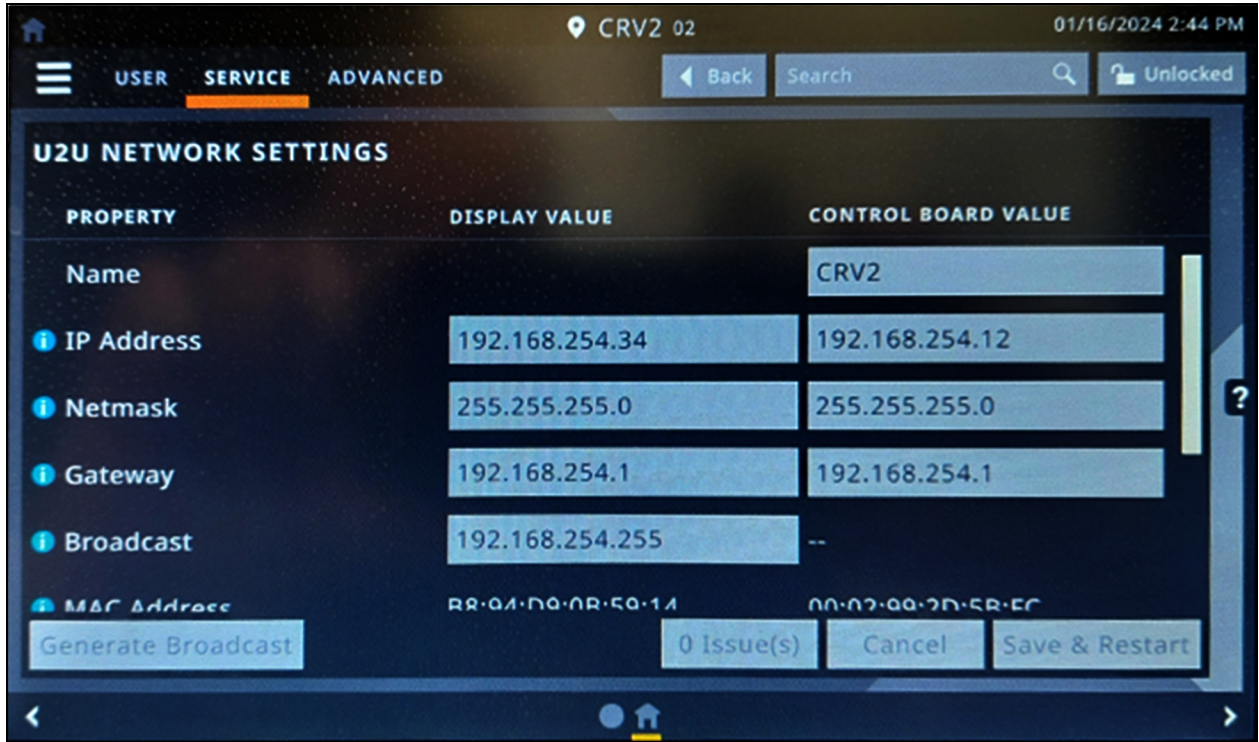 CRV2 02 01/16/2024 2:44 PM
USER SERVICE ADVANCED Back Search Unlocked
U2U NETWORK SETTINGS
PROPERTY DISPLAY VALUE CONTROL BOARD VALUE
Name CRV2
i IP Address 192.168.254.34 192.168.254.12
i Netmask 255.255.255.0 255.255.255.0
i Gateway 192.168.254.1 192.168.254.1
i Broadcast 192.168.254.255 --
?
i MAC Address
Generate Broadcast 0 Issue(s) Cancel Save & Restart